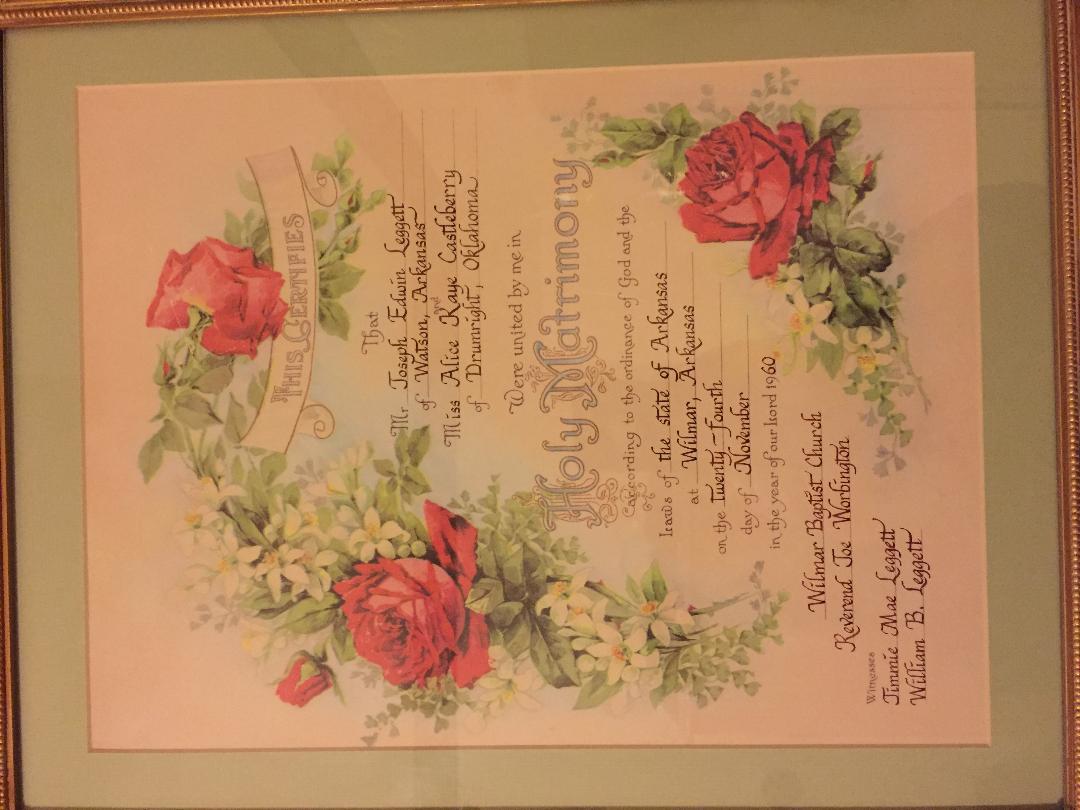 THIS CERTIFIES
That
Mr. Joseph Edwin Leggett
of Watson, Arkansas
and
Miss Alice Kaye Castleberry
of Drumright, Oklahoma
Were united by me in
Holy Matrimony
according to the ordinance of God and the
Laws of the state of Arkansas
at Wilmar, Arkansas
on the Twenty-Fourth
day of November
in the year of our Lord 1960
Wilmar Baptist Church
Reverend Joe Worbington
Witnesses
Jimmie Mae Leggett
William B. Leggett